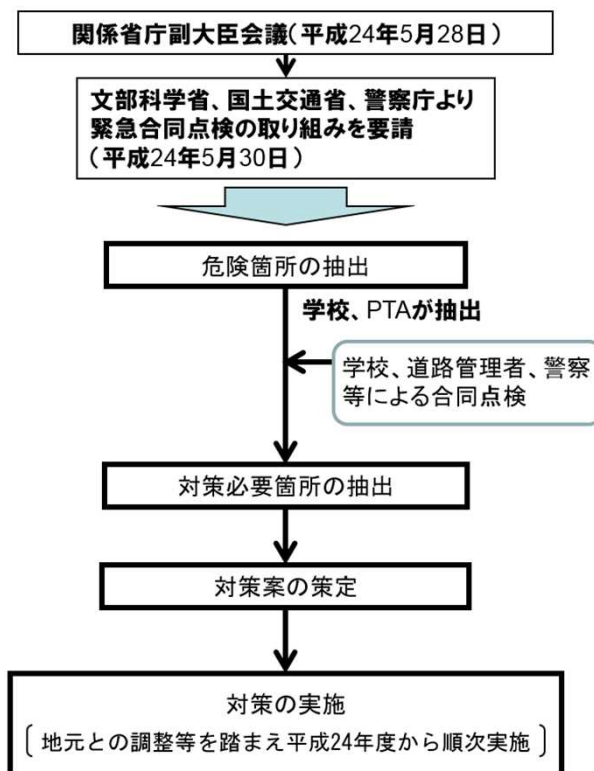 関係省庁副大臣会議(平成24年5月28日)
文部科学省、国土交通省、警察庁より
緊急合同点検の取り組みを要請
(平成24年5月30日)
危険箇所の抽出
学校、PTAが抽出
学校、道路管理者、警察
等による合同点検
対策必要箇所の抽出
対策案の策定
対策の実施
〔 地元との調整等を踏まえ平成24年度から順次実施 〕